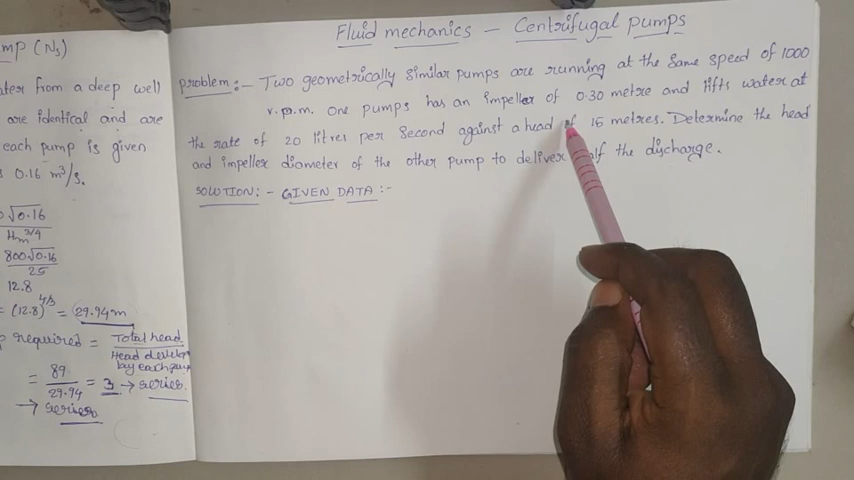 mp (Ns)
ater from a deep well
are identical and are
each pump is given
0.16 m³/s.
√0.16
Hm^3/4
800√0.16
25
12.8
= (12.8)^4/3 = 29.94m
required = Total head
Head develop
by each pump
= 89 / 29.94 = 3 → series.
→ series
Fluid mechanics - Centrifugal pumps
problem:- Two geometrically similar pumps are running at the same speed of 1000
r.p.m. One pumps has an impeller of 0.30 metre and lifts water at
the rate of 20 litres per second against a head of 15 metres. Determine the head
and impeller diameter of the other pump to deliver half the discharge.
SOLUTION:- GIVEN DATA:-